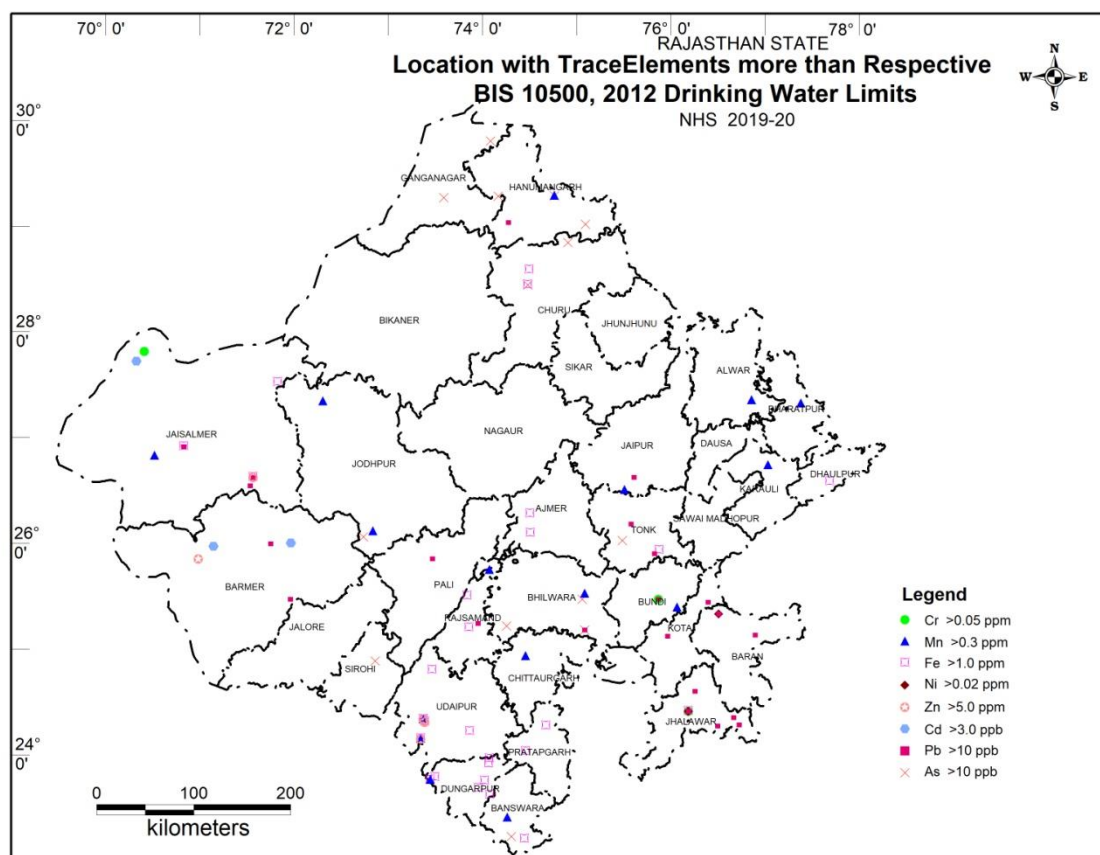 70° 0'
72° 0'
74° 0'
76° 0'
78° 0'
RAJASTHAN STATE
Location with TraceElements more than Respective
BIS 10500, 2012 Drinking Water Limits
NHS 2019-20
N
W E
S
30°
0'
GANGANAGAR
HANUMANGARH
28°
0'
BIKANER
CHURU
JHUNJHUNU
SIKAR
ALWAR
BHARATPUR
JAISALMER
NAGAUR
JAIPUR
DAUSA
JODHPUR
DHAULPUR
KARAULI
26°
0'
AJMER
TONK
SAWAI MADHOPUR
BARMER
PALI
BHILWARA
BUNDI
RAJSAMAND
KOTA
JALORE
BARAN
SIROHI
CHITTAURGARH
UDAIPUR
JHALAWAR
24°
0'
PRATAPGARH
DUNGARPUR
BANSWARA
Legend
Cr >0.05 ppm
Mn >0.3 ppm
Fe >1.0 ppm
Ni >0.02 ppm
Zn >5.0 ppm
Cd >3.0 ppb
Pb >10 ppb
As >10 ppb
0 100 200
kilometers